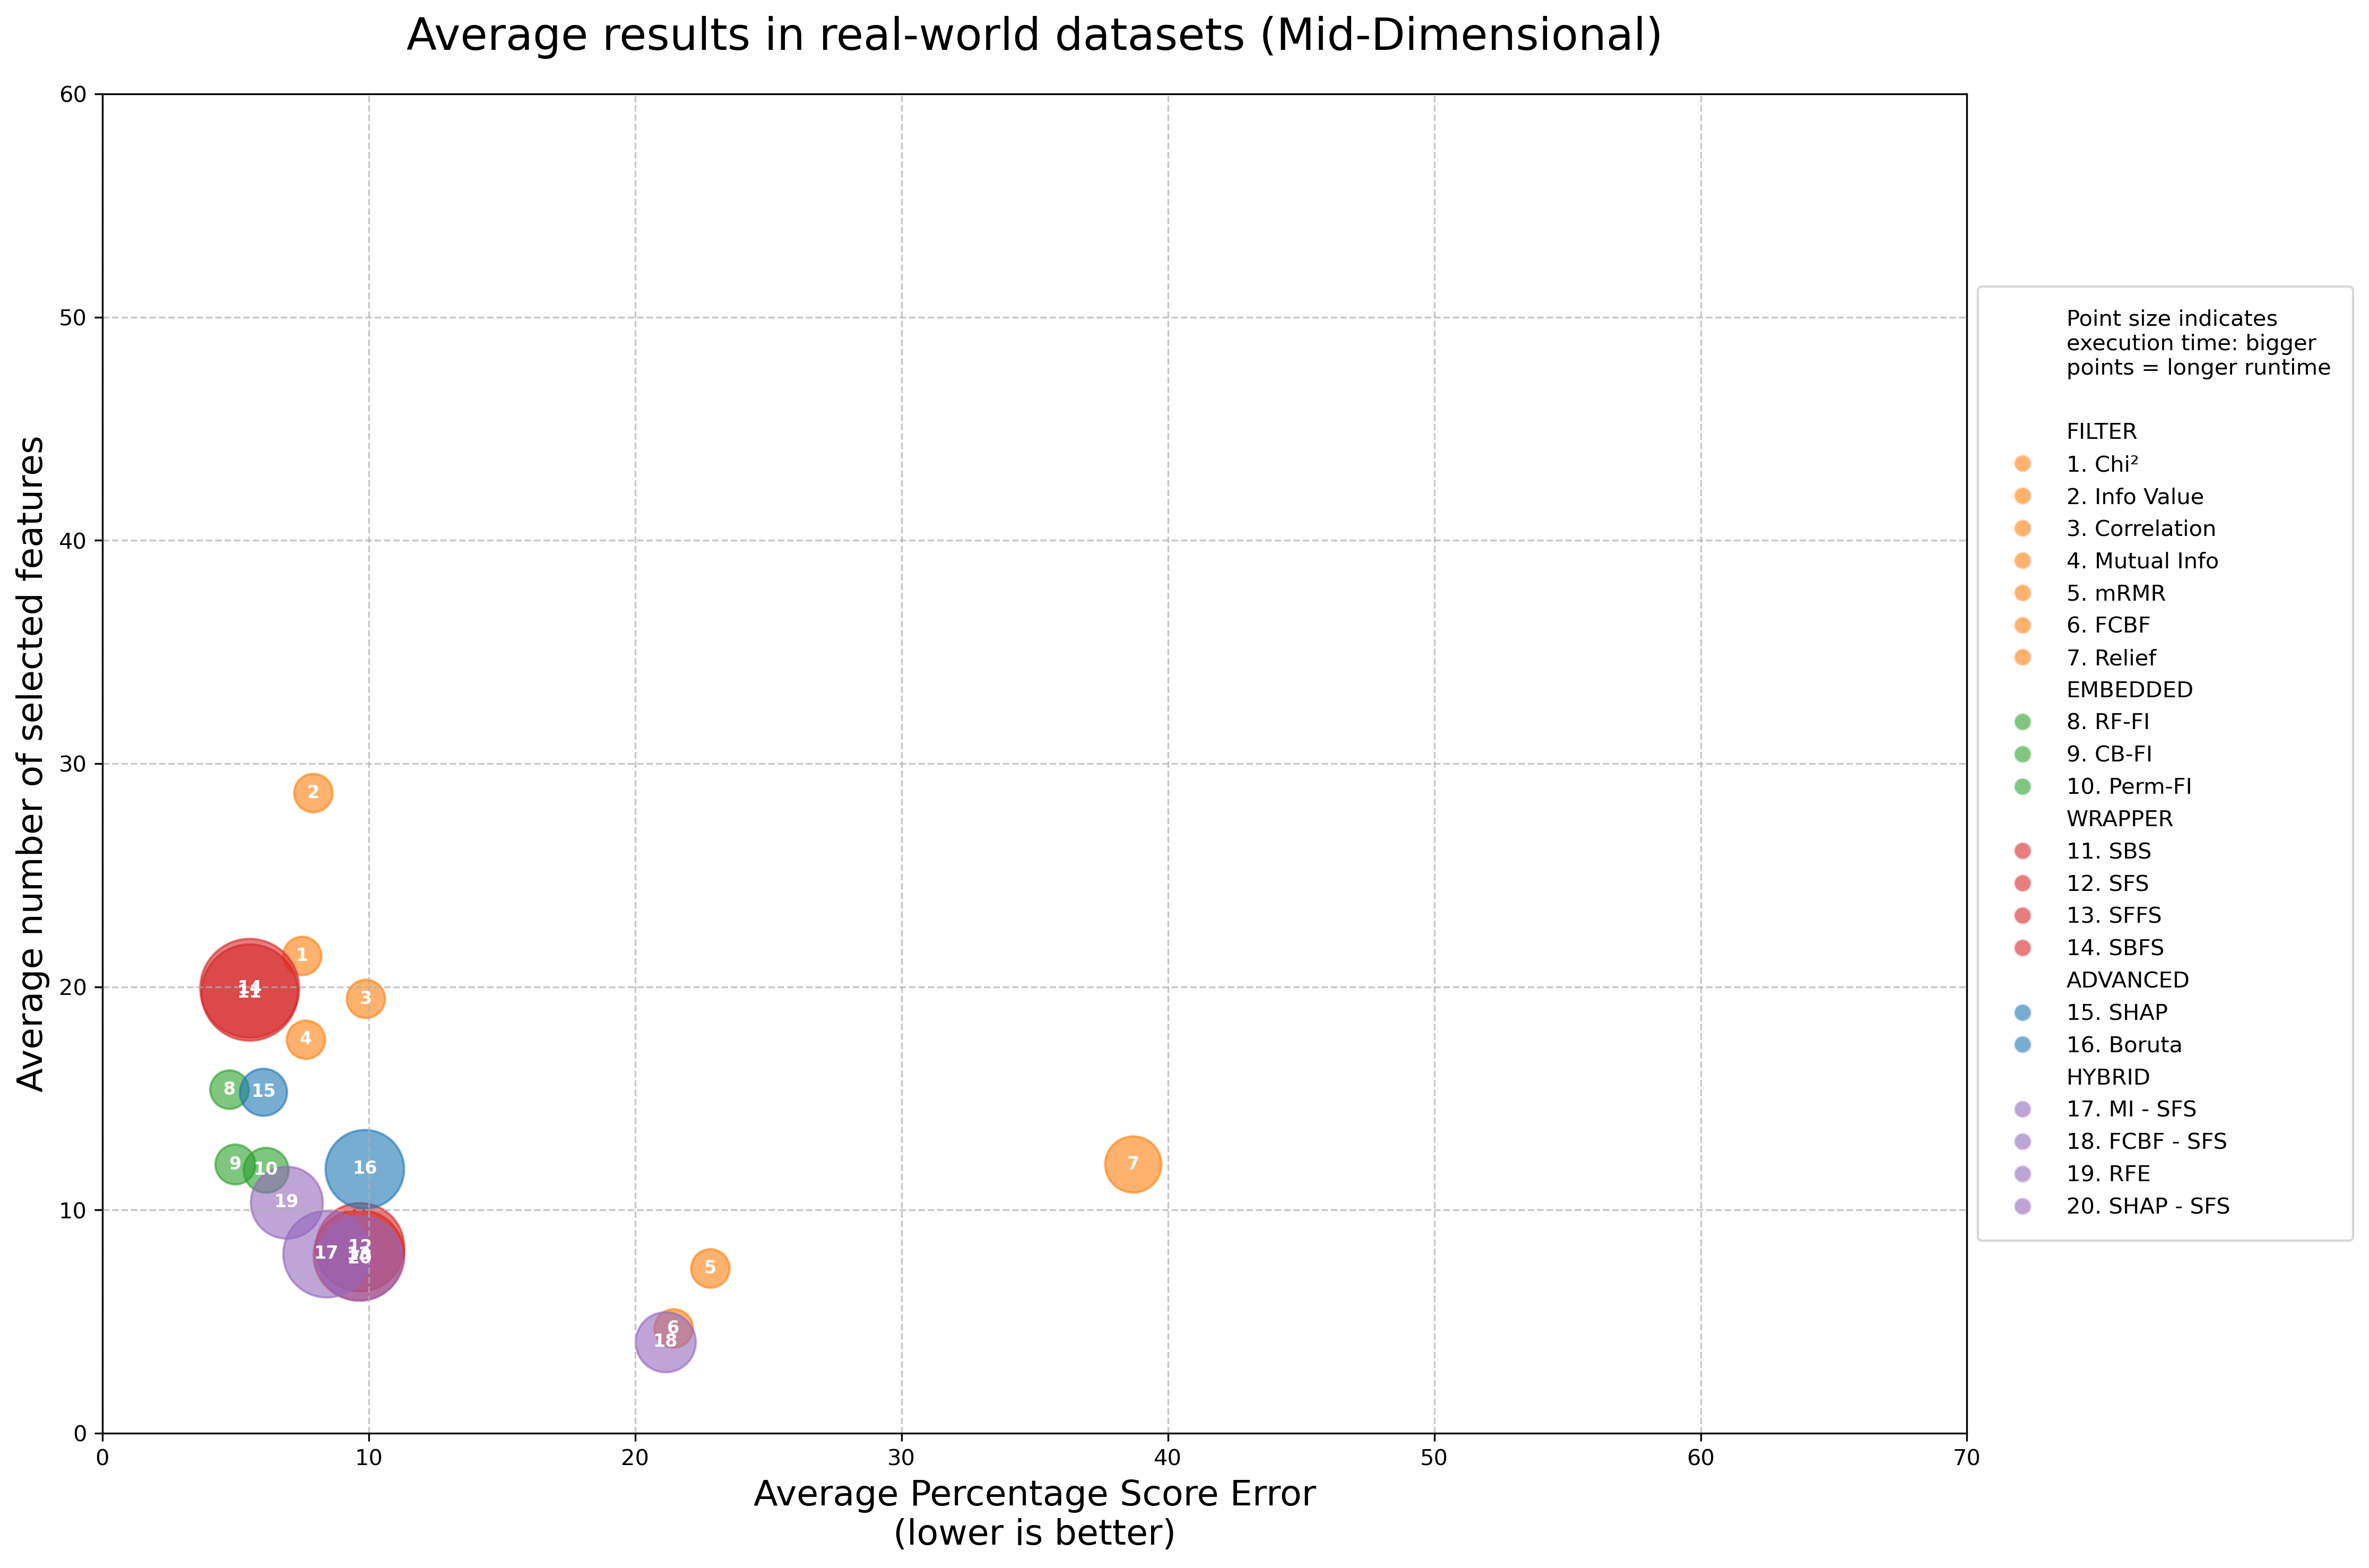 Average results in real-world datasets (Mid-Dimensional)
Average number of selected features
60
50
40
30
20
10
0
0
10
20
30
40
50
60
70
Average Percentage Score Error
(lower is better)
2
1
14
11
3
4
8
15
9
10
16
7
19
17
12
20
5
6
18
Point size indicates
execution time: bigger
points = longer runtime
FILTER
1. Chi²
2. Info Value
3. Correlation
4. Mutual Info
5. mRMR
6. FCBF
7. Relief
EMBEDDED
8. RF-FI
9. CB-FI
10. Perm-FI
WRAPPER
11. SBS
12. SFS
13. SFFS
14. SBFS
ADVANCED
15. SHAP
16. Boruta
HYBRID
17. MI - SFS
18. FCBF - SFS
19. RFE
20. SHAP - SFS